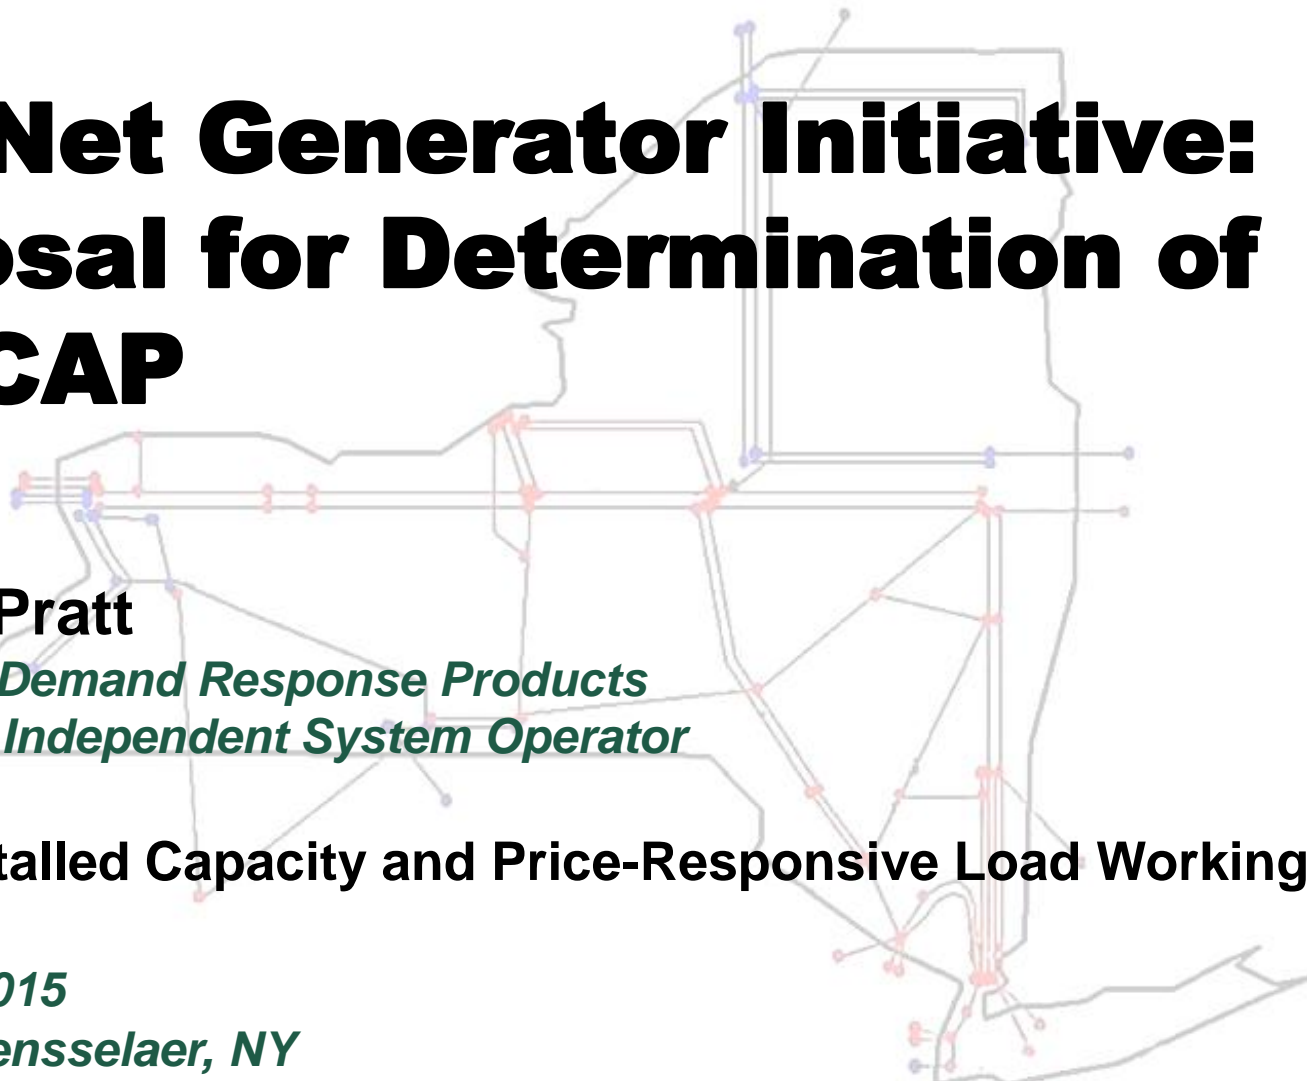 Net Generator Initiative:
osal for Determination of
CAP
Pratt
Demand Response Products
Independent System Operator
talled Capacity and Price-Responsive Load Working
015
ensselaer, NY